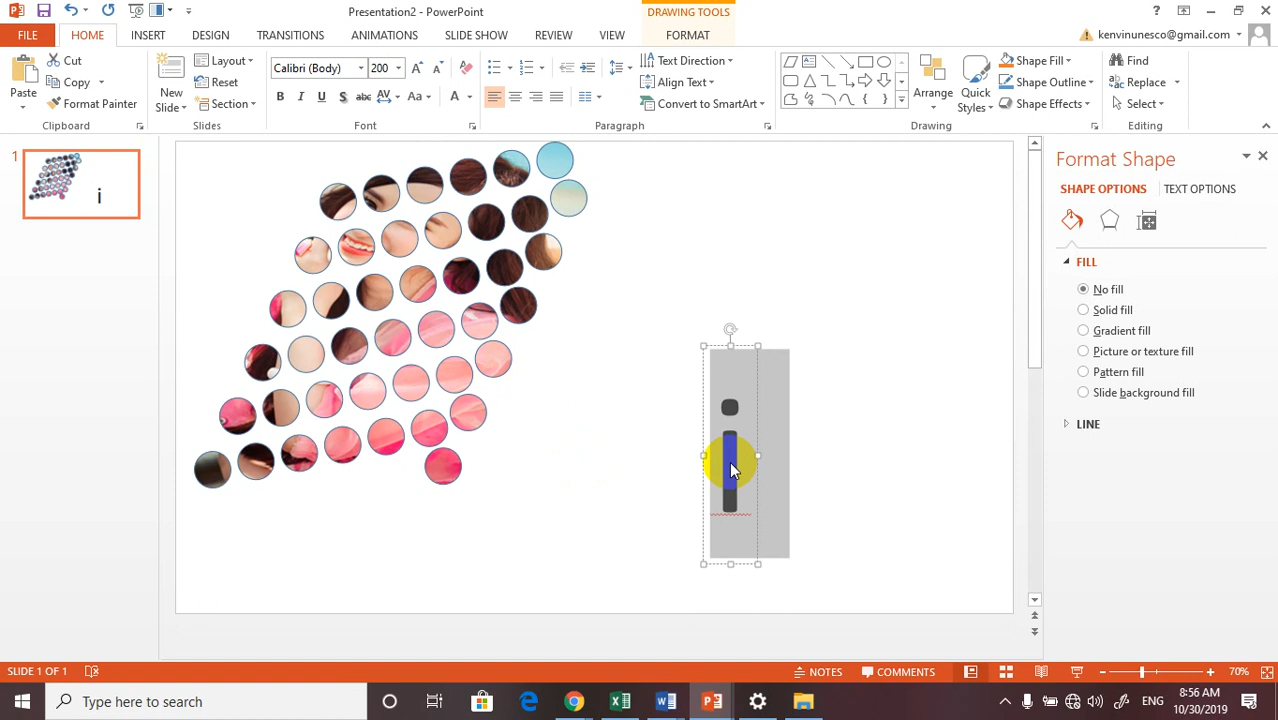 Presentation2 - PowerPoint
DRAWING TOOLS
?
FILE
HOME
INSERT
DESIGN
TRANSITIONS
ANIMATIONS
SLIDE SHOW
REVIEW
VIEW
FORMAT
kenvinunesco@gmail.com
Paste
Cut
Copy
Format Painter
Clipboard
New
Slide
Layout
Reset
Section
Slides
Calibri (Body)
200
B I U S abc AV Aa A
Font
Text Direction
Align Text
Convert to SmartArt
Paragraph
Arrange
Quick
Styles
Shape Fill
Shape Outline
Shape Effects
Drawing
Find
Replace
Select
Editing
1
i
i
Format Shape
SHAPE OPTIONS
TEXT OPTIONS
FILL
No fill
Solid fill
Gradient fill
Picture or texture fill
Pattern fill
Slide background fill
LINE
SLIDE 1 OF 1
NOTES
COMMENTS
70%
Type here to search
ENG
8:56 AM
10/30/2019